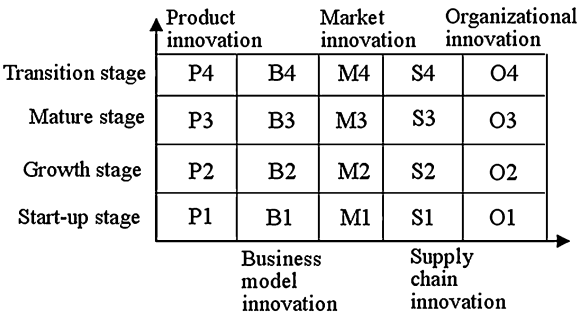 Product innovation
Market innovation
Organizational innovation
Transition stage P4 B4 M4 S4 O4
Mature stage P3 B3 M3 S3 O3
Growth stage P2 B2 M2 S2 O2
Start-up stage P1 B1 M1 S1 O1
Business
model
innovation
Supply
chain
innovation